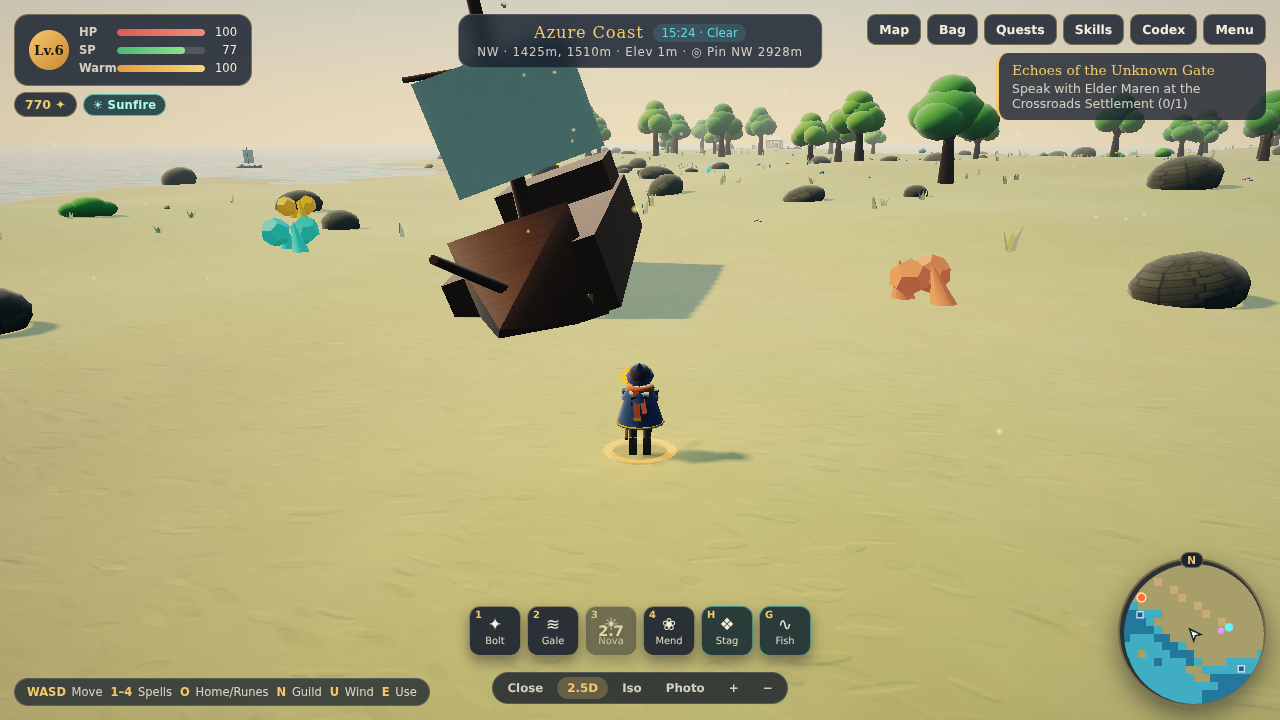 Lv.6
HP 100
SP 77
Warm 100
770 ✦
☀ Sunfire
Azure Coast 15:24 · Clear
NW · 1425m, 1510m · Elev 1m · ◎ Pin NW 2928m
Map Bag Quests Skills Codex Menu
Echoes of the Unknown Gate
Speak with Elder Maren at the
Crossroads Settlement (0/1)
N
1 Bolt
2 Gale
3 2.7 Nova
4 Mend
H Stag
G Fish
WASD Move 1–4 Spells O Home/Runes N Guild U Wind E Use
Close 2.5D Iso Photo + −